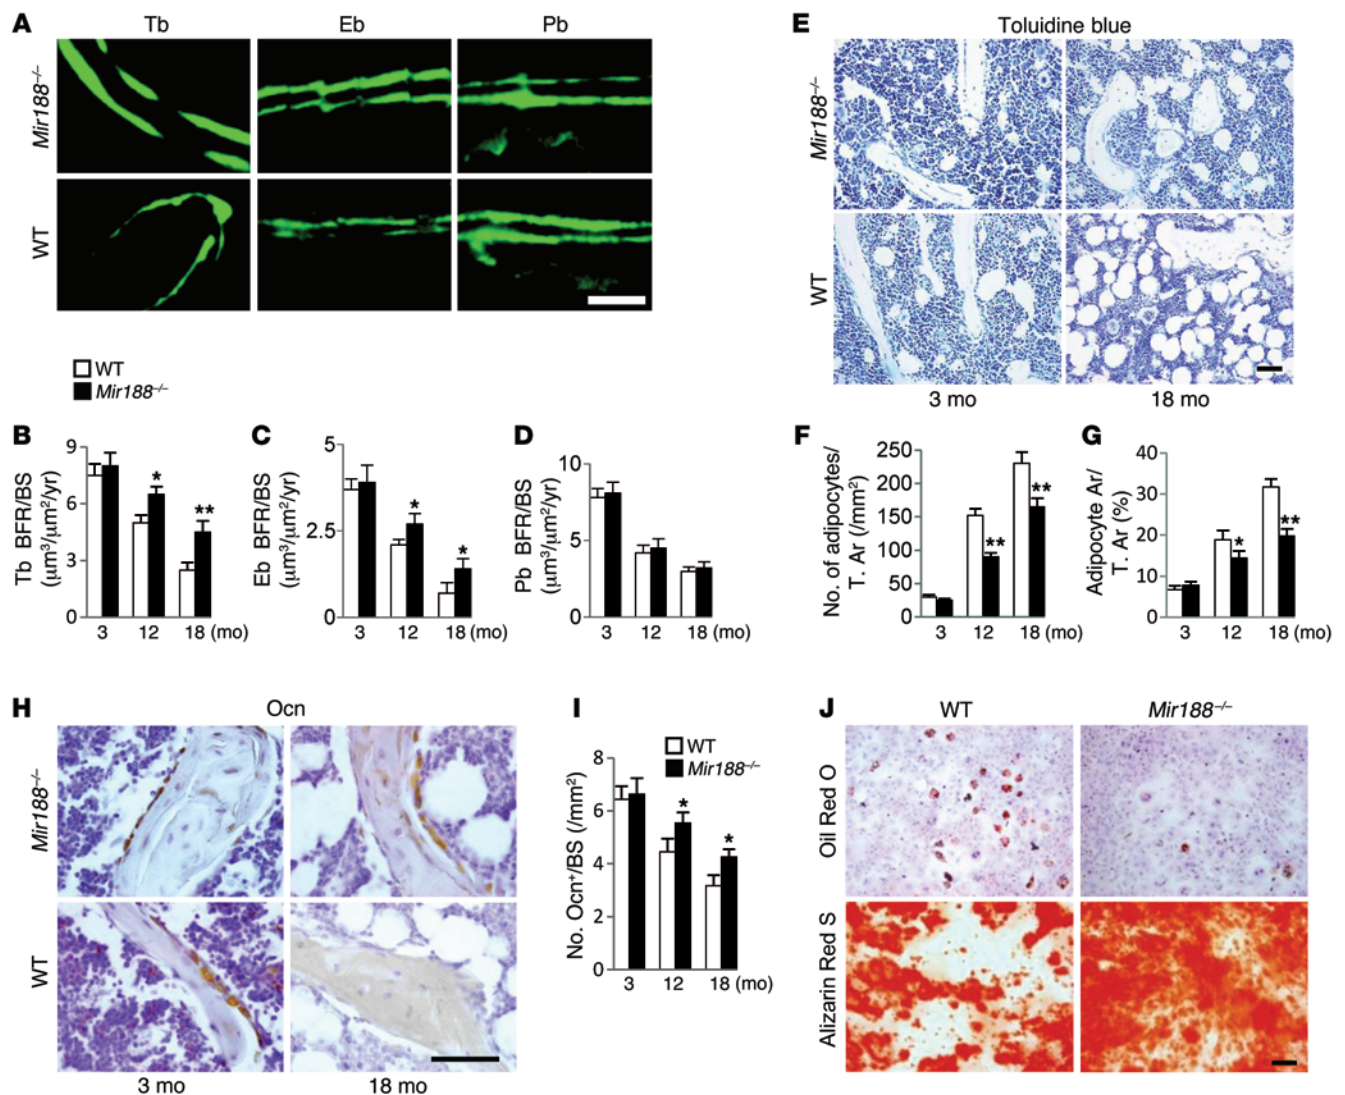 A
Tb
Eb
Pb
Mir188–/–
WT
WT
Mir188–/–
B
Tb BFR/BS
(μm³/μm²/yr)
9
6
3
0
*
**
3
12
18 (mo)
C
Eb BFR/BS
(μm³/μm²/yr)
5
2.5
0
*
*
3
12
18 (mo)
D
Pb BFR/BS
(μm³/μm²/yr)
10
5
0
3
12
18 (mo)
E
Toluidine blue
Mir188–/–
WT
3 mo
18 mo
F
No. of adipocytes/
T. Ar (/mm²)
250
200
150
100
50
0
**
**
3
12
18 (mo)
G
Adipocyte Ar/
T. Ar (%)
40
30
20
10
0
*
**
3
12
18 (mo)
H
Ocn
Mir188–/–
WT
3 mo
18 mo
I
WT
Mir188–/–
No. Ocn⁺/BS (/mm²)
8
6
4
2
0
*
*
3
12
18 (mo)
J
WT
Mir188–/–
Oil Red O
Alizarin Red S